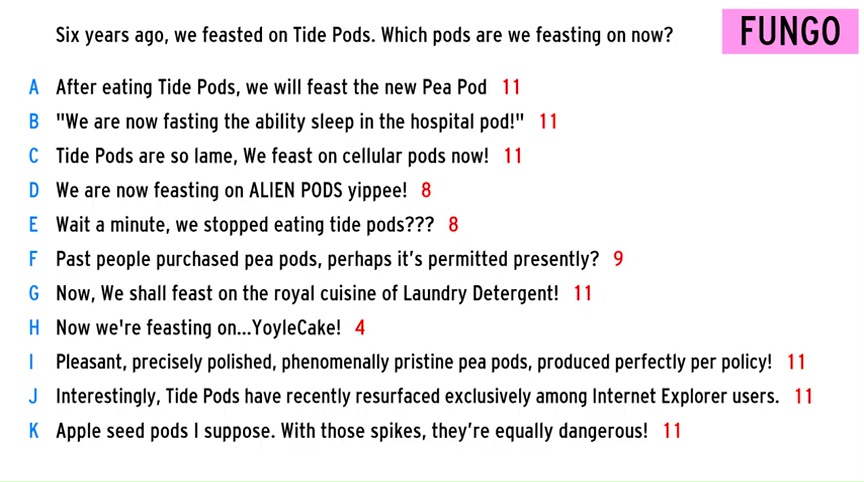 Six years ago, we feasted on Tide Pods. Which pods are we feasting on now?
FUNGO
A After eating Tide Pods, we will feast the new Pea Pod 11
B "We are now fasting the ability sleep in the hospital pod!" 11
C Tide Pods are so lame, We feast on cellular pods now! 11
D We are now feasting on ALIEN PODS yippee! 8
E Wait a minute, we stopped eating tide pods??? 8
F Past people purchased pea pods, perhaps it's permitted presently? 9
G Now, We shall feast on the royal cuisine of Laundry Detergent! 11
H Now we're feasting on...YoyleCake! 4
I Pleasant, precisely polished, phenomenally pristine pea pods, produced perfectly per policy! 11
J Interestingly, Tide Pods have recently resurfaced exclusively among Internet Explorer users. 11
K Apple seed pods I suppose. With those spikes, they're equally dangerous! 11